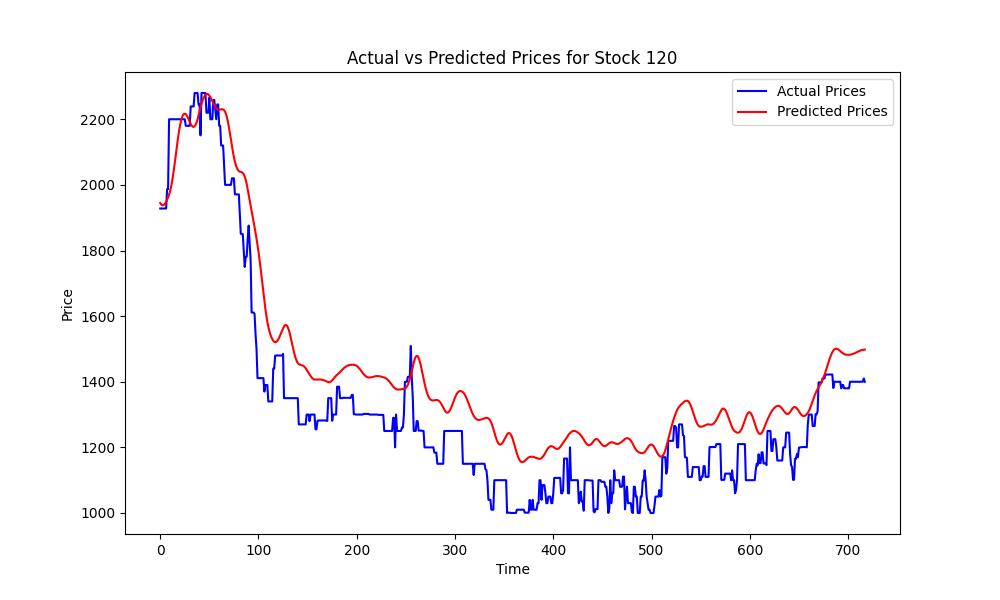 Actual vs Predicted Prices for Stock 120
Actual Prices
Predicted Prices
Price
2200
2000
1800
1600
1400
1200
1000
0 100 200 300 400 500 600 700
Time